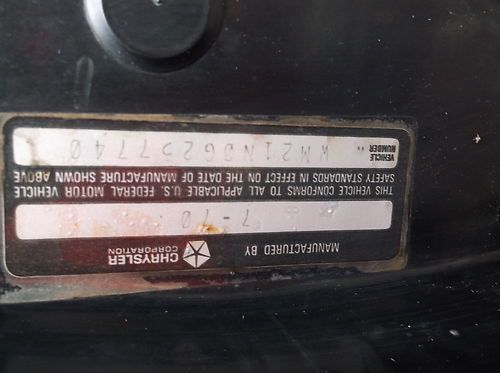 MANUFACTURED BY
CHRYSLER
CORPORATION
7-70
THIS VEHICLE CONFORMS TO ALL APPLICABLE U.S. FEDERAL MOTOR VEHICLE
SAFETY STANDARDS IN EFFECT ON THE DATE OF MANUFACTURE SHOWN ABOVE
VEHICLE
NUMBER
WM21N0G257740